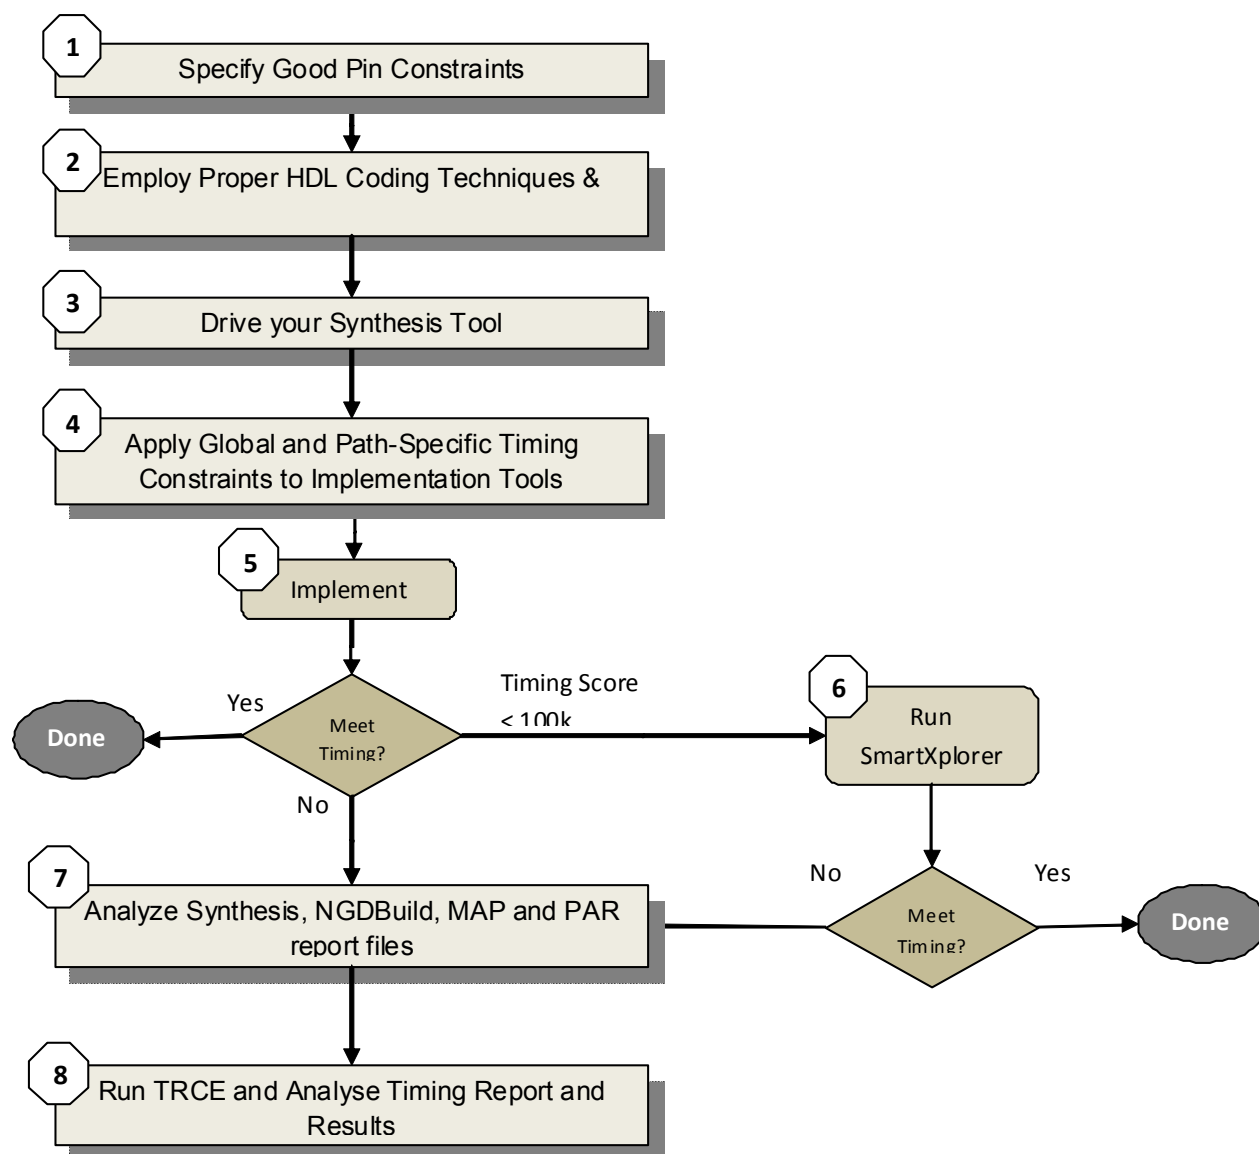 1
Specify Good Pin Constraints
2
Employ Proper HDL Coding Techniques &
3
Drive your Synthesis Tool
4
Apply Global and Path-Specific Timing
Constraints to Implementation Tools
5
Implement
Yes
Done
Meet
Timing?
Timing Score
< 100k
6
Run
SmartXplorer
No
7
Analyze Synthesis, NGDBuild, MAP and PAR
report files
No
Meet
Timing?
Yes
Done
8
Run TRCE and Analyse Timing Report and
Results